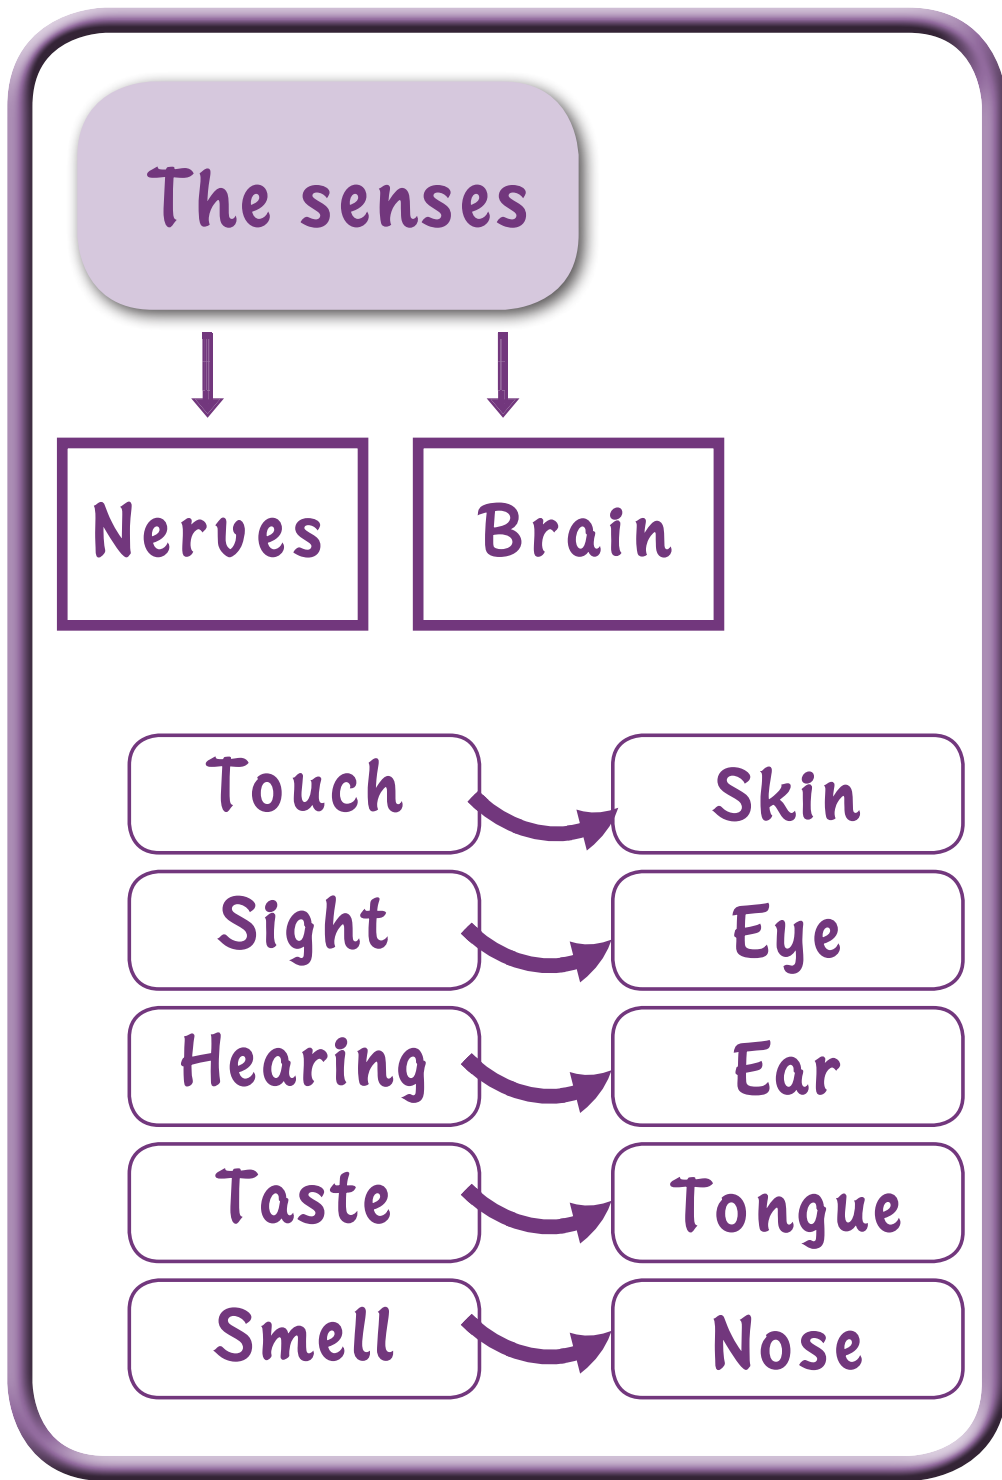 The senses
Nerves
Brain
Touch
Skin
Sight
Eye
Hearing
Ear
Taste
Tongue
Smell
Nose